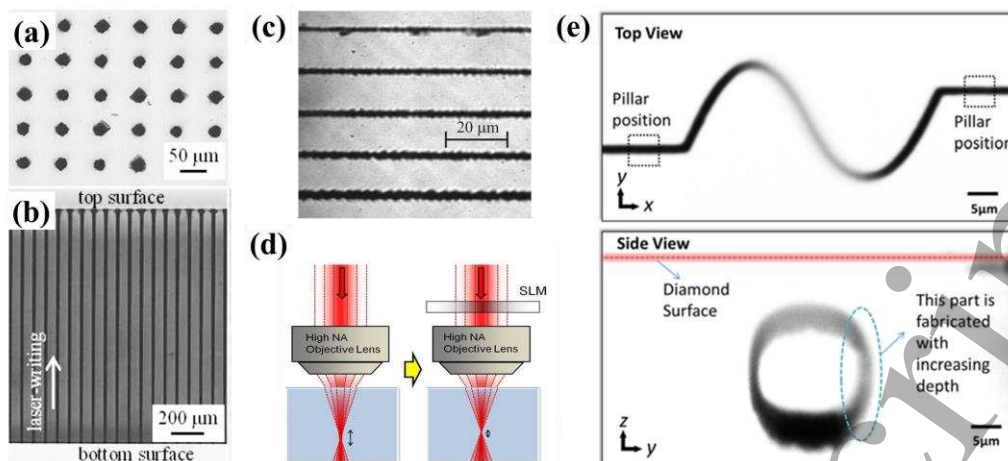 (a)
50 µm
top surface
(b)
laser-writing
200 µm
bottom surface
(c)
20 µm
(d)
SLM
High NA
Objective Lens
High NA
Objective Lens
(e)
Top View
Pillar
position
Pillar
position
y
x
5µm
Side View
Diamond
Surface
This part is
fabricated
with
increasing
depth
z
y
5µm